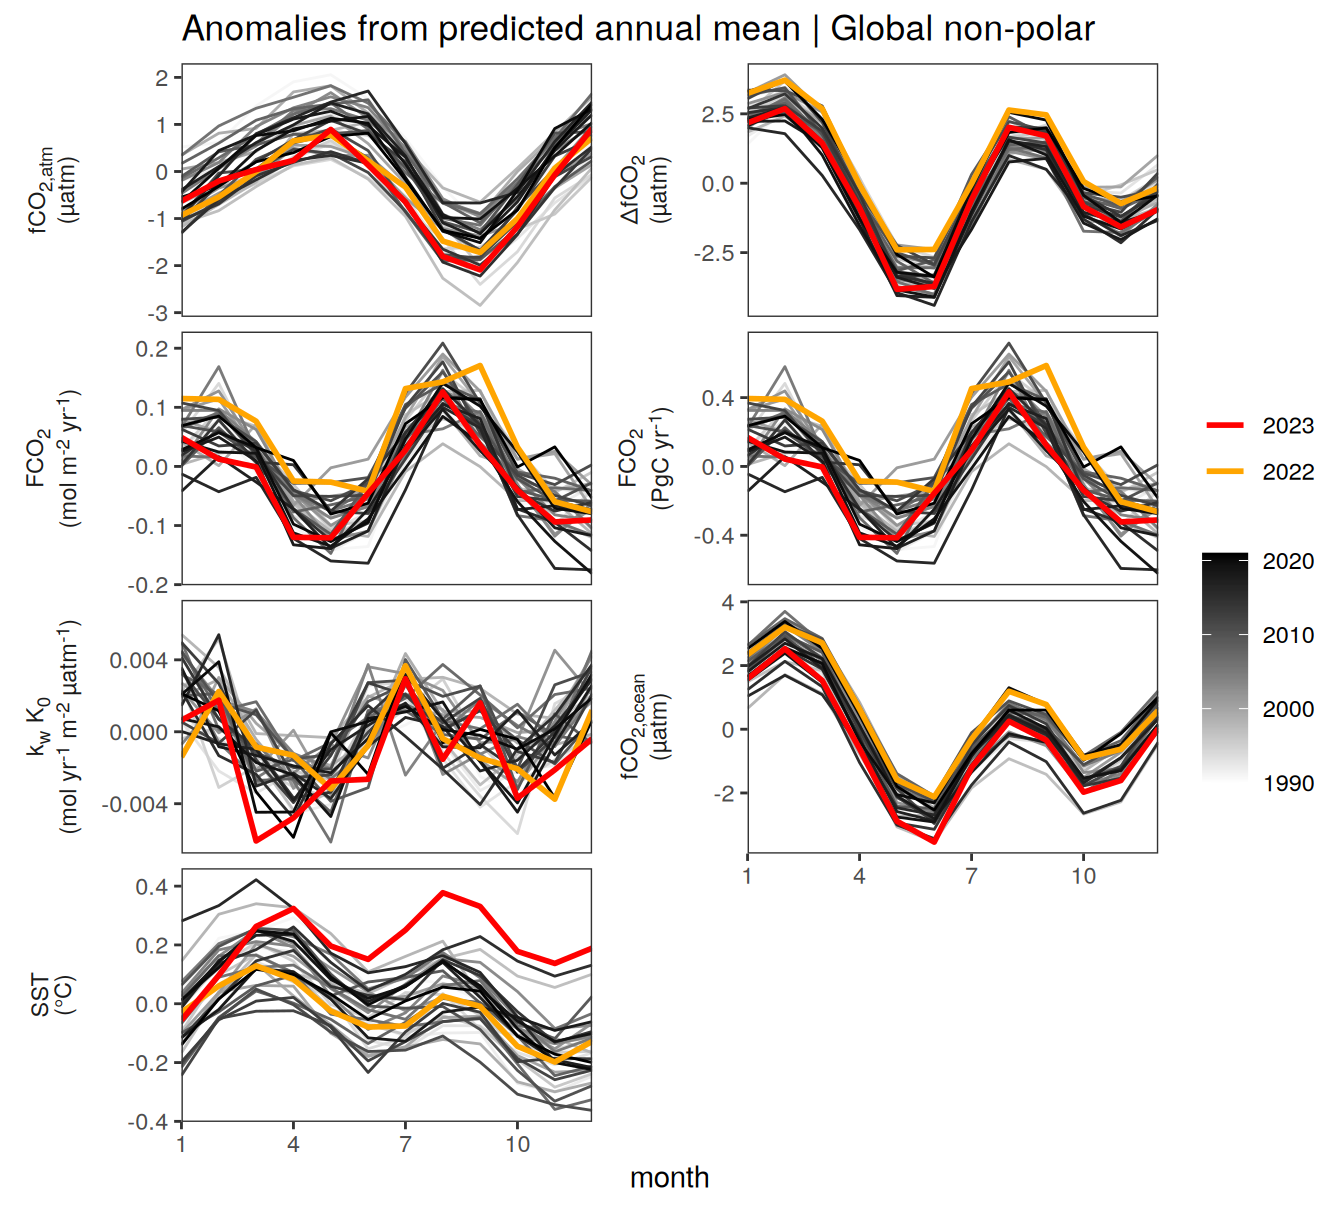 Anomalies from predicted annual mean | Global non-polar
fCO2,atm
(µatm)
2
1
0
-1
-2
-3
ΔfCO2
(µatm)
2.5
0.0
-2.5
FCO2
(mol m-2 yr-1)
0.2
0.1
0.0
-0.1
-0.2
FCO2
(PgC yr-1)
0.4
0.0
-0.4
kw K0
(mol yr-1 m-2 µatm-1)
0.004
0.000
-0.004
fCO2,ocean
(µatm)
4
2
0
-2
1 4 7 10
SST
(°C)
0.4
0.2
0.0
-0.2
-0.4
1 4 7 10
month
2023
2022
2020
2010
2000
1990